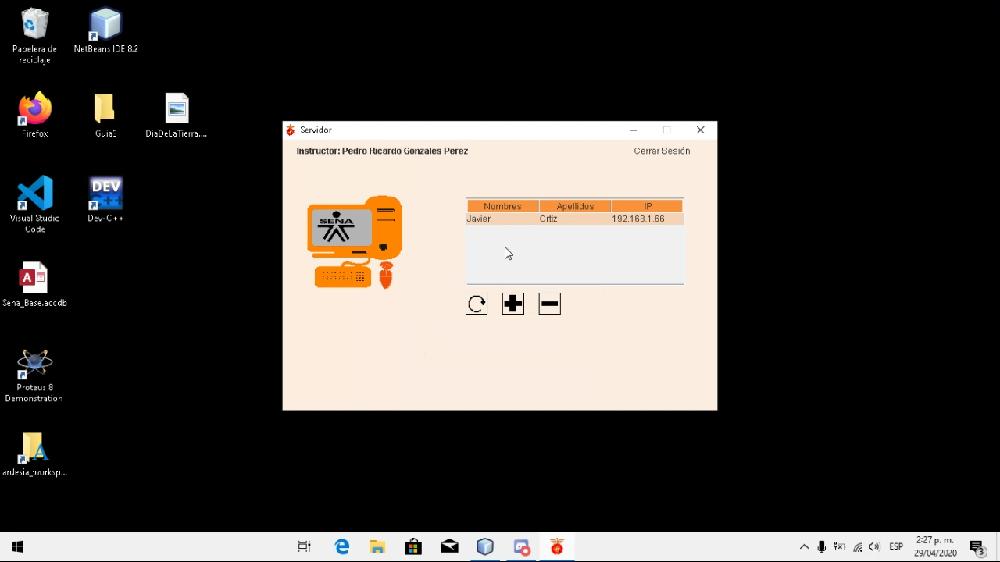 Papelera de
reciclaje
NetBeans IDE 8.2
Firefox
Guia3
DiaDeLaTierra....
Visual Studio
Code
DEV
C++
Dev-C++
A
Sena_Base.accdb
Proteus 8
Demonstration
A
ardesia_worksp...
Servidor
Instructor: Pedro Ricardo Gonzales Perez
Cerrar Sesión
SENA
Nombres Apellidos IP
Javier Ortiz 192.168.1.66
ESP
2:27 p. m.
29/04/2020
3